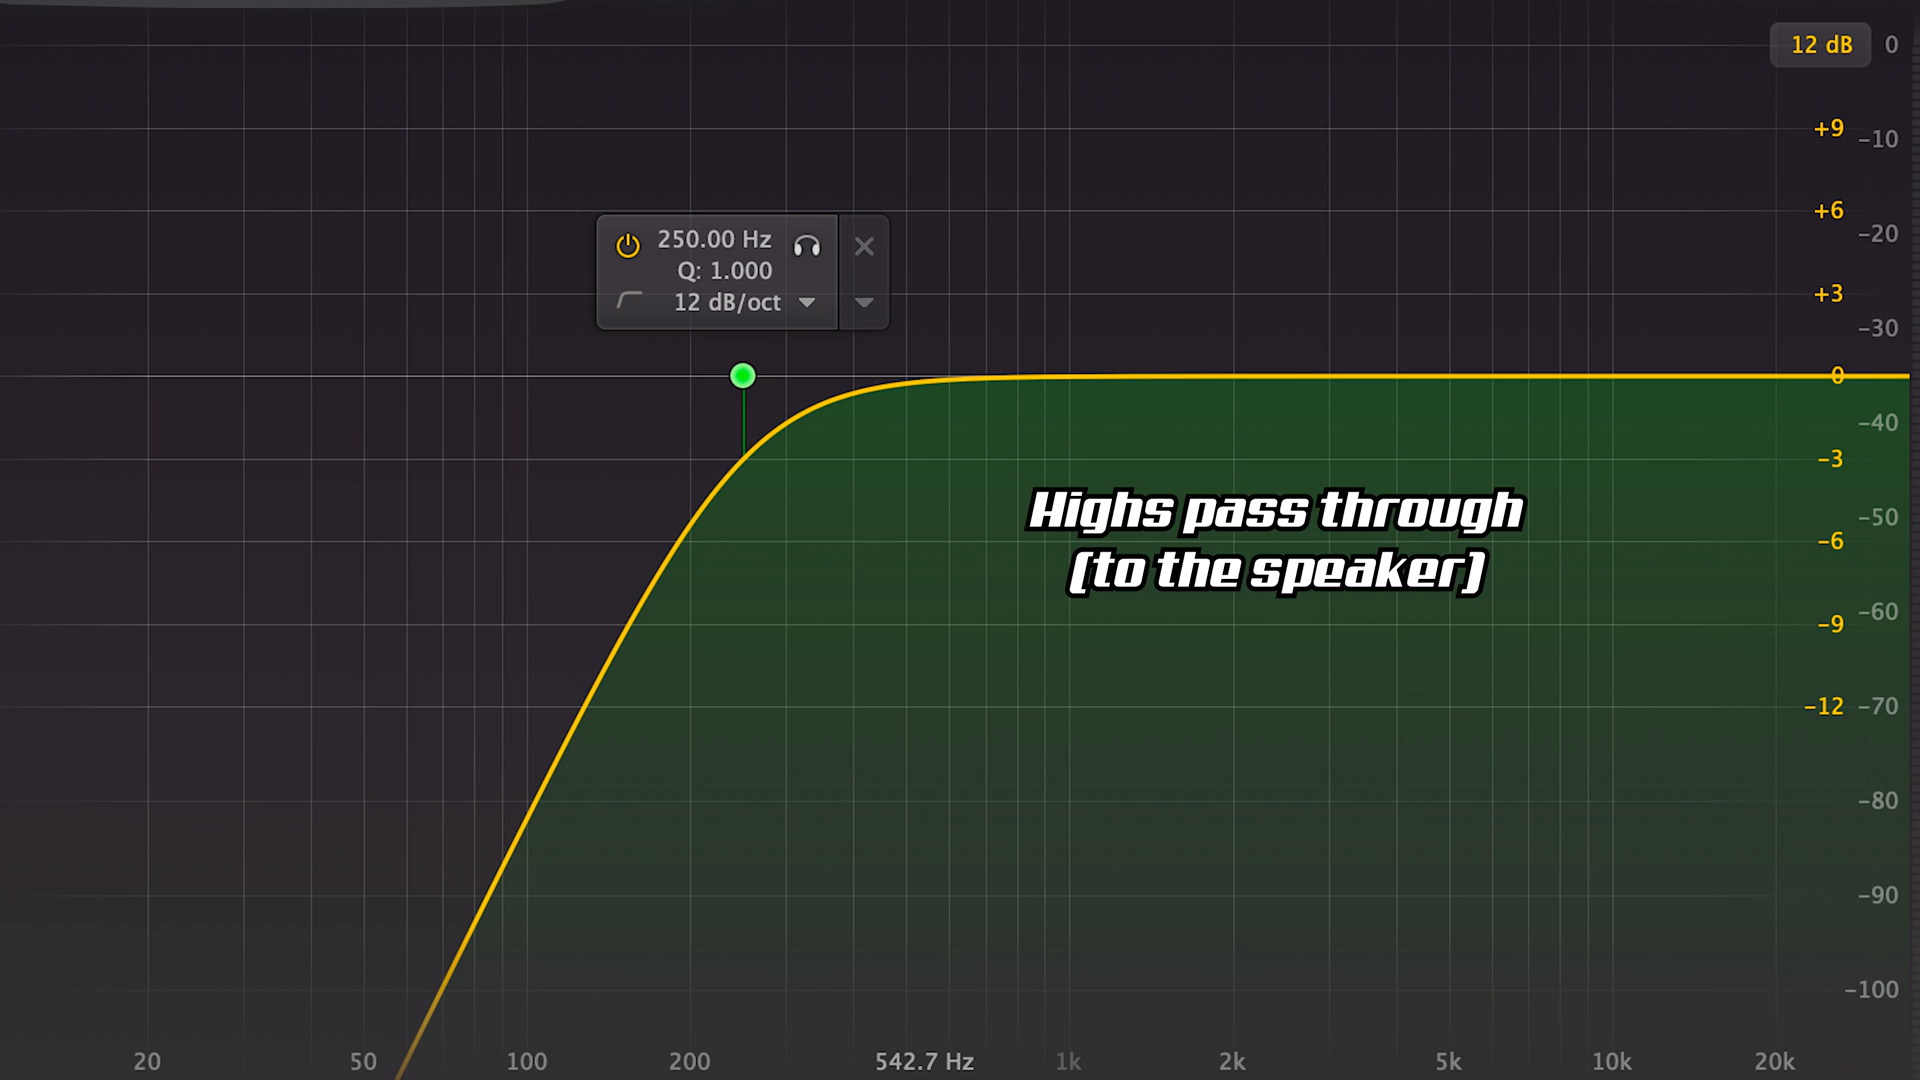 12 dB 0
+9
-10
+6
-20
250.00 Hz
Q: 1.000
12 dB/oct
+3
-30
0
-40
-3
Highs pass through
-50
-6
(to the speaker)
-60
-9
-12 -70
-80
-90
-100
20 50 100 200 542.7 Hz 1k 2k 5k 10k 20k